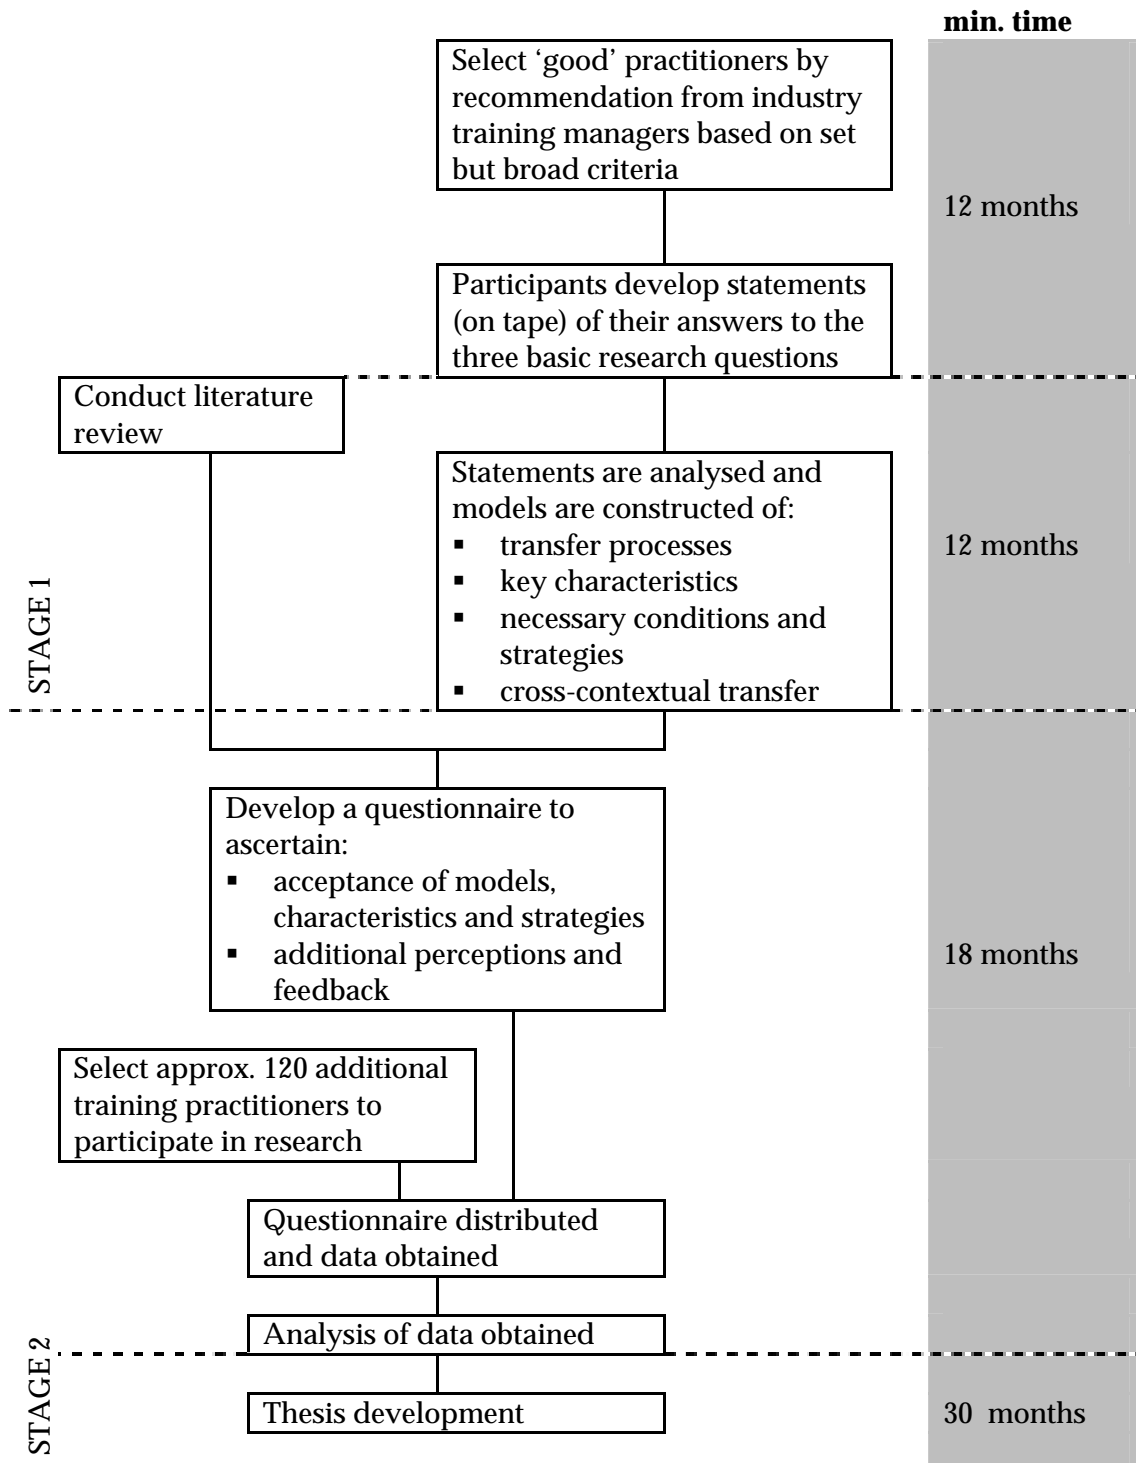 min. time
Select ‘good’ practitioners by
recommendation from industry
training managers based on set
but broad criteria
12 months
Participants develop statements
(on tape) of their answers to the
three basic research questions
Conduct literature
review
Statements are analysed and
models are constructed of:
▪ transfer processes
▪ key characteristics
▪ necessary conditions and
strategies
▪ cross-contextual transfer
12 months
STAGE 1
Develop a questionnaire to
ascertain:
▪ acceptance of models,
characteristics and strategies
▪ additional perceptions and
feedback
18 months
Select approx. 120 additional
training practitioners to
participate in research
Questionnaire distributed
and data obtained
Analysis of data obtained
STAGE 2
Thesis development
30 months